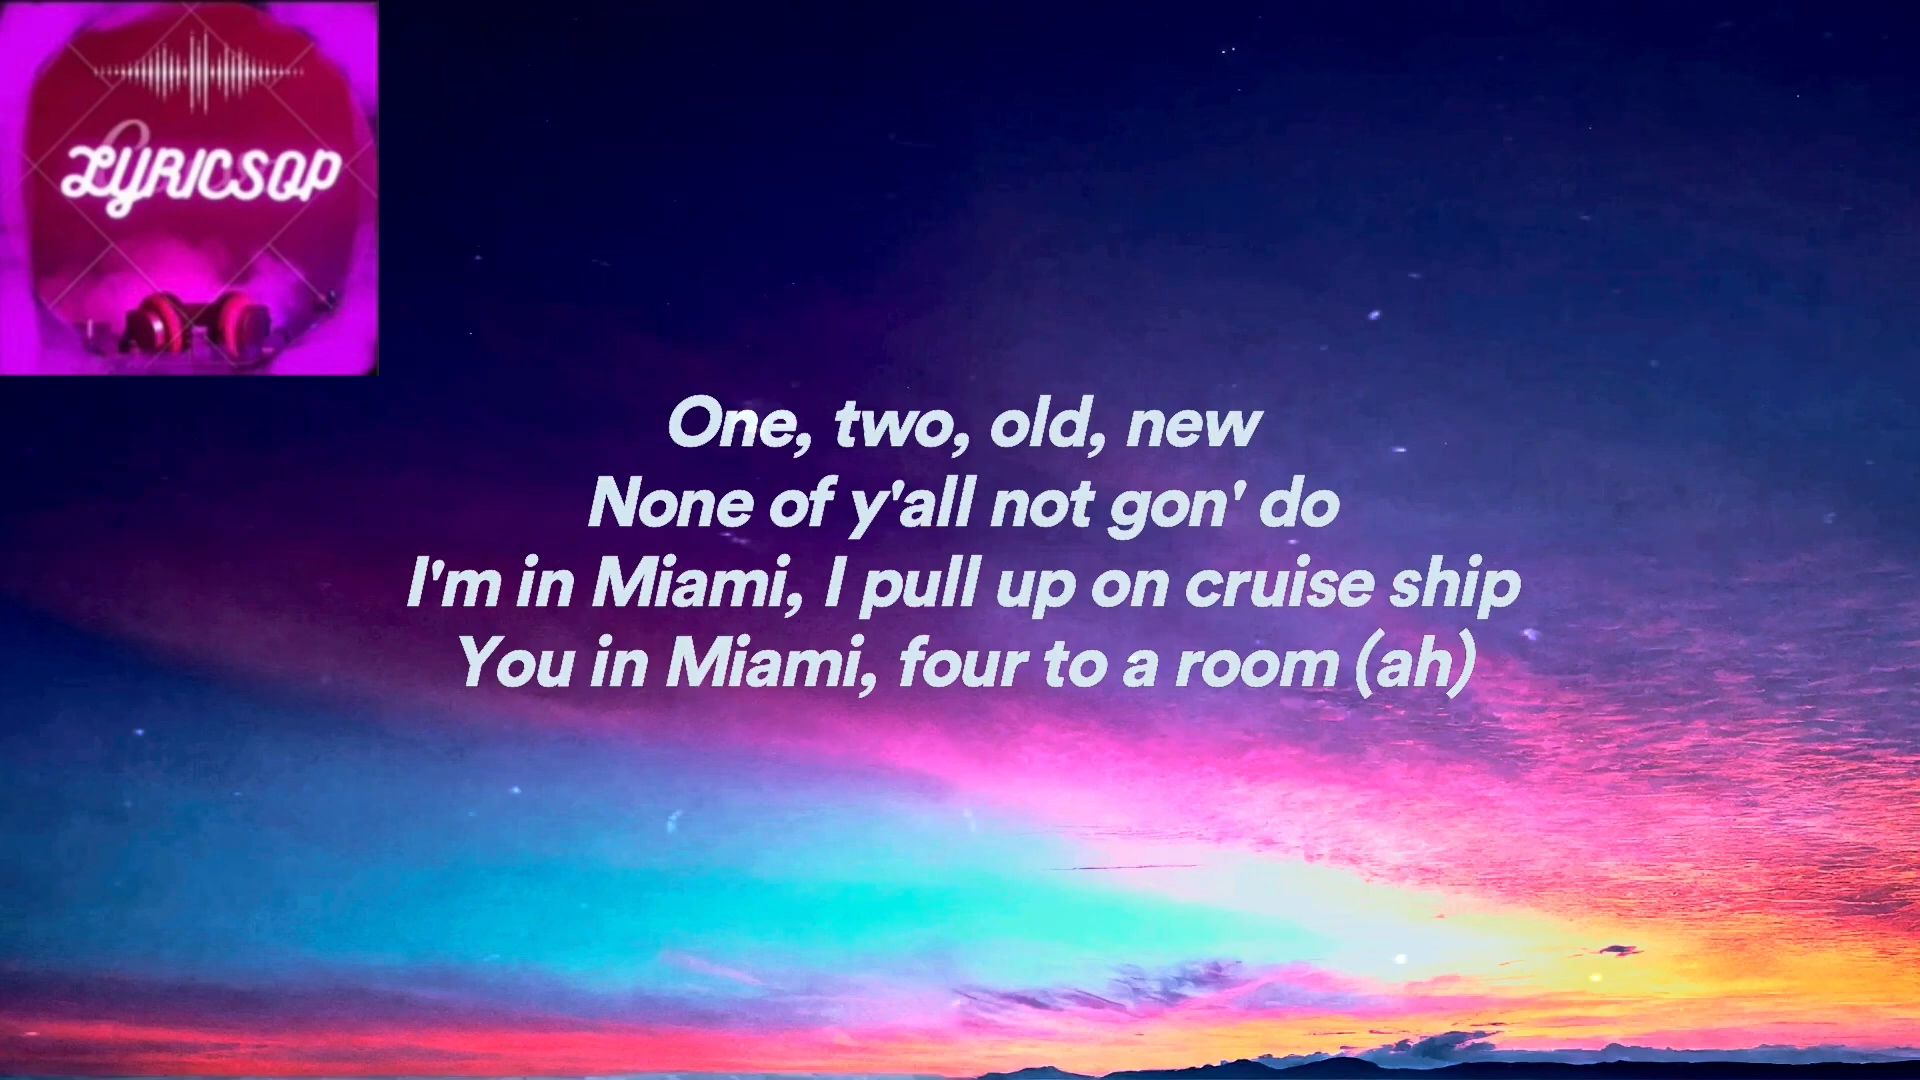 LYRICSOP
One, two, old, new
None of y'all not gon' do
I'm in Miami, I pull up on cruise ship
You in Miami, four to a room (ah)